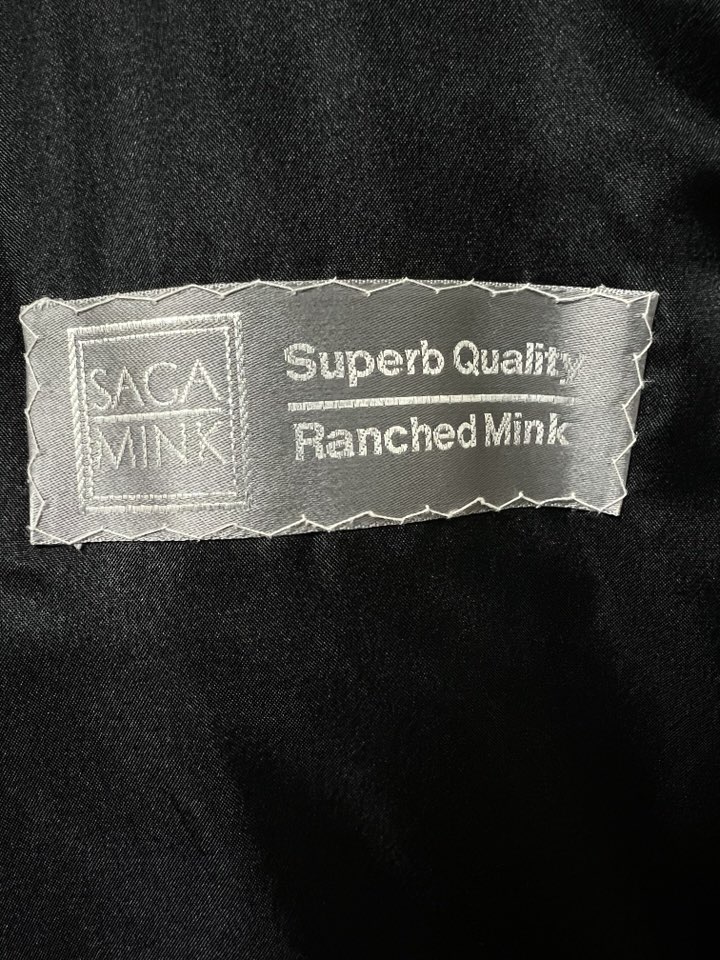 SAGA
MINK
Superb Quality
Ranched Mink